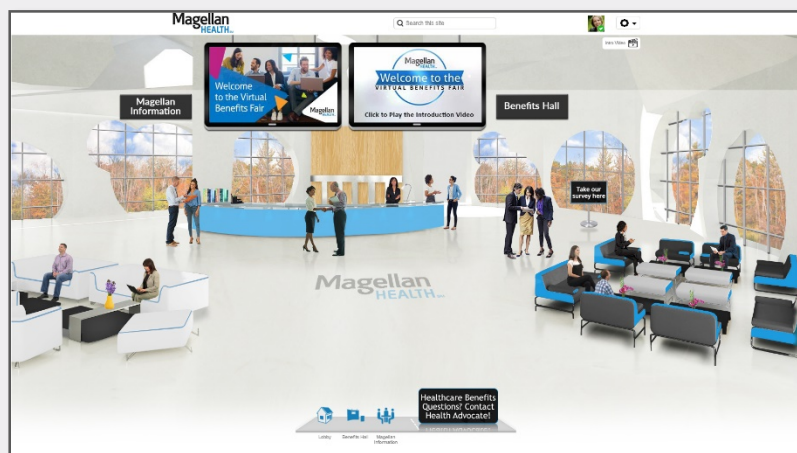 Magellan
HEALTH
Search this site
Welcome
to the Virtual
Benefits Fair
Magellan
HEALTH
Magellan
HEALTH
Welcome to the
VIRTUAL BENEFITS FAIR
Click to Play the Introduction Video
Magellan
Information
Benefits Hall
Take our
survey here
Magellan
HEALTH
Healthcare Benefits
Questions? Contact
Health Advocate!
Lobby
Benefits Hall
Magellan
Information